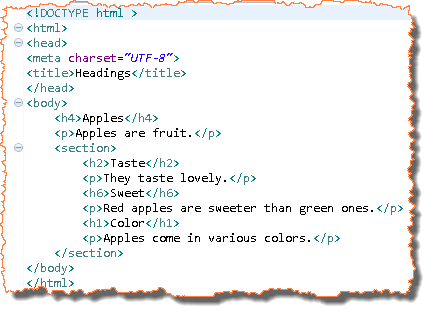 <!DOCTYPE html >
<html>
<head>
<meta charset="UTF-8">
<title>Headings</title>
</head>
<body>
<h4>Apples</h4>
<p>Apples are fruit.</p>
<section>
<h2>Taste</h2>
<p>They taste lovely.</p>
<h6>Sweet</h6>
<p>Red apples are sweeter than green ones.</p>
<h1>Color</h1>
<p>Apples come in various colors.</p>
</section>
</body>
</html>